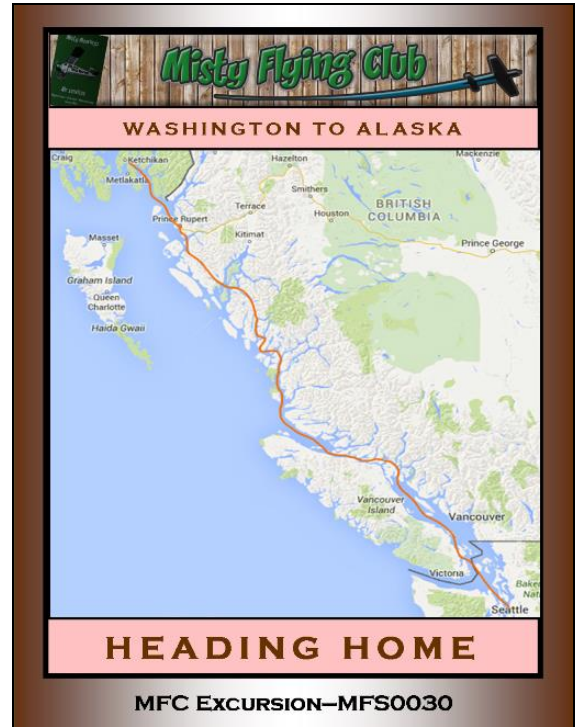 Misty Flying Club
WASHINGTON TO ALASKA
Craig
Ketchikan
Metlakatla
Hazelton
Mackenzie
Smithers
Terrace
Houston
BRITISH
COLUMBIA
Prince Rupert
Kitimat
Prince George
Masset
Graham Island
Queen
Charlotte
Haida Gwaii
Vancouver
Island
Vancouver
Victoria
Seattle
HEADING HOME
MFC EXCURSION—MFS0030